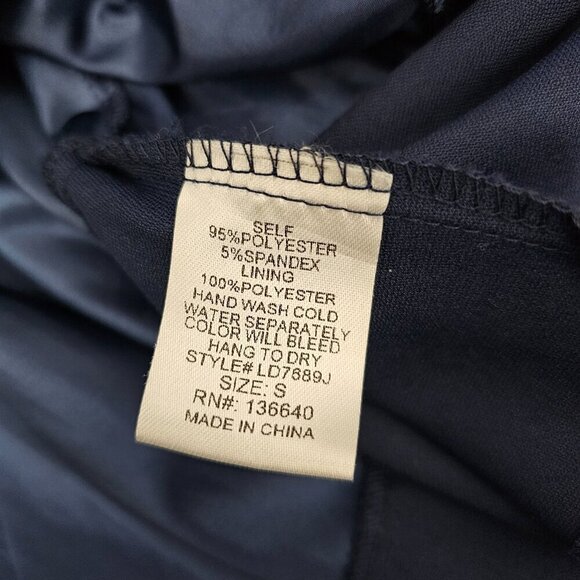 SELF
95%POLYESTER
5%SPANDEX
LINING
100%POLYESTER
HAND WASH COLD
WATER SEPARATELY
COLOR WILL BLEED
HANG TO DRY
STYLE# LD7689J
SIZE: S
RN#: 136640
MADE IN CHINA